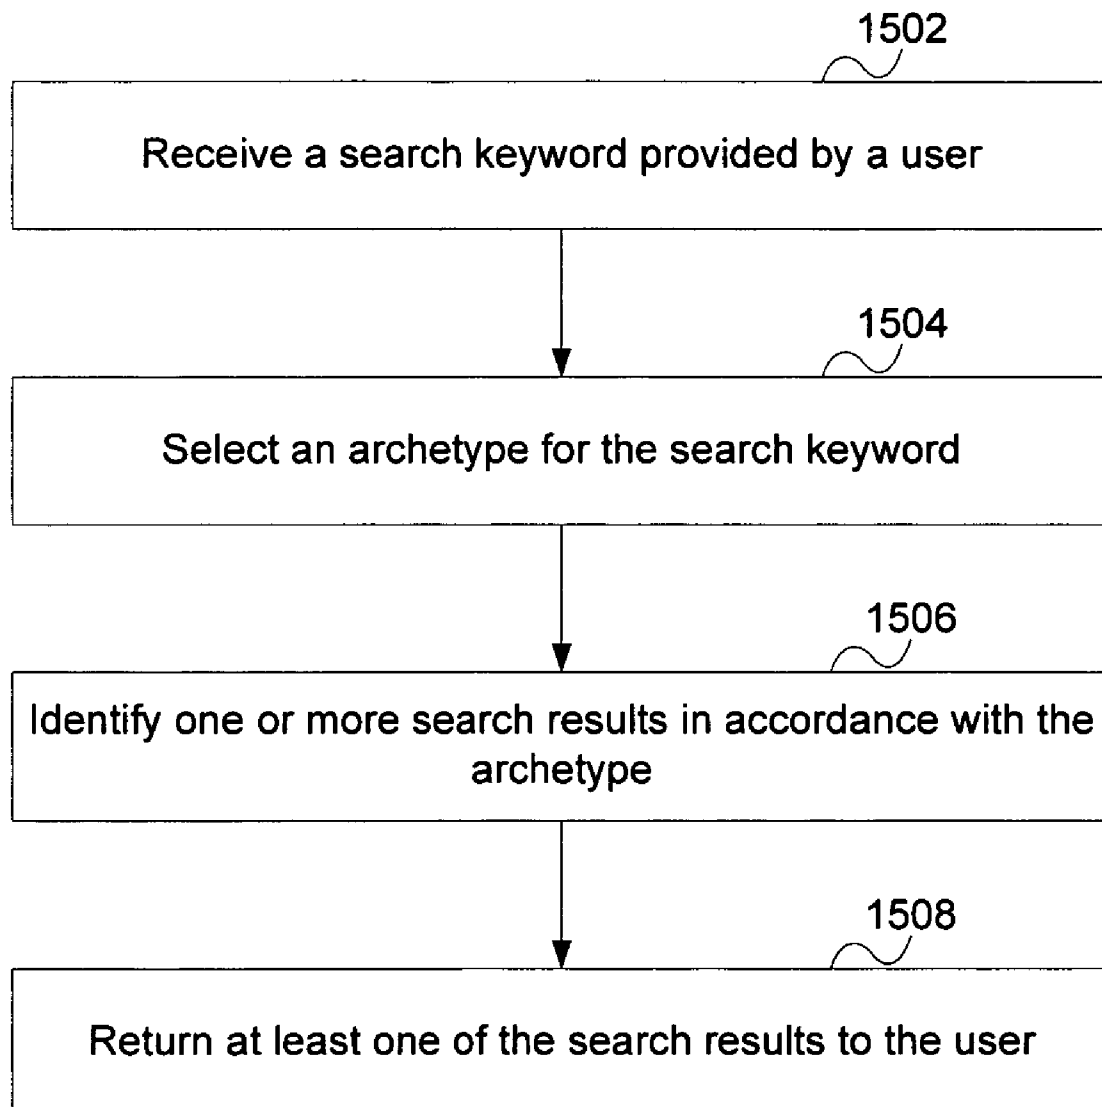 1502
Receive a search keyword provided by a user
1504
Select an archetype for the search keyword
1506
Identify one or more search results in accordance with the
archetype
1508
Return at least one of the search results to the user